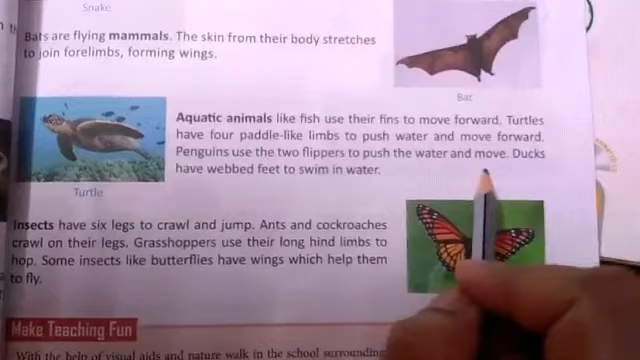 Snake
Bats are flying mammals. The skin from their body stretches
to join forelimbs, forming wings.
Bat
Aquatic animals like fish use their fins to move forward. Turtles
have four paddle-like limbs to push water and move forward.
Penguins use the two flippers to push the water and move. Ducks
have webbed feet to swim in water.
Turtle
Insects have six legs to crawl and jump. Ants and cockroaches
crawl on their legs. Grasshoppers use their long hind limbs to
hop. Some insects like butterflies have wings which help them
to fly.
Make Teaching Fun
With the help of visual aids and nature walk in the school surrounding